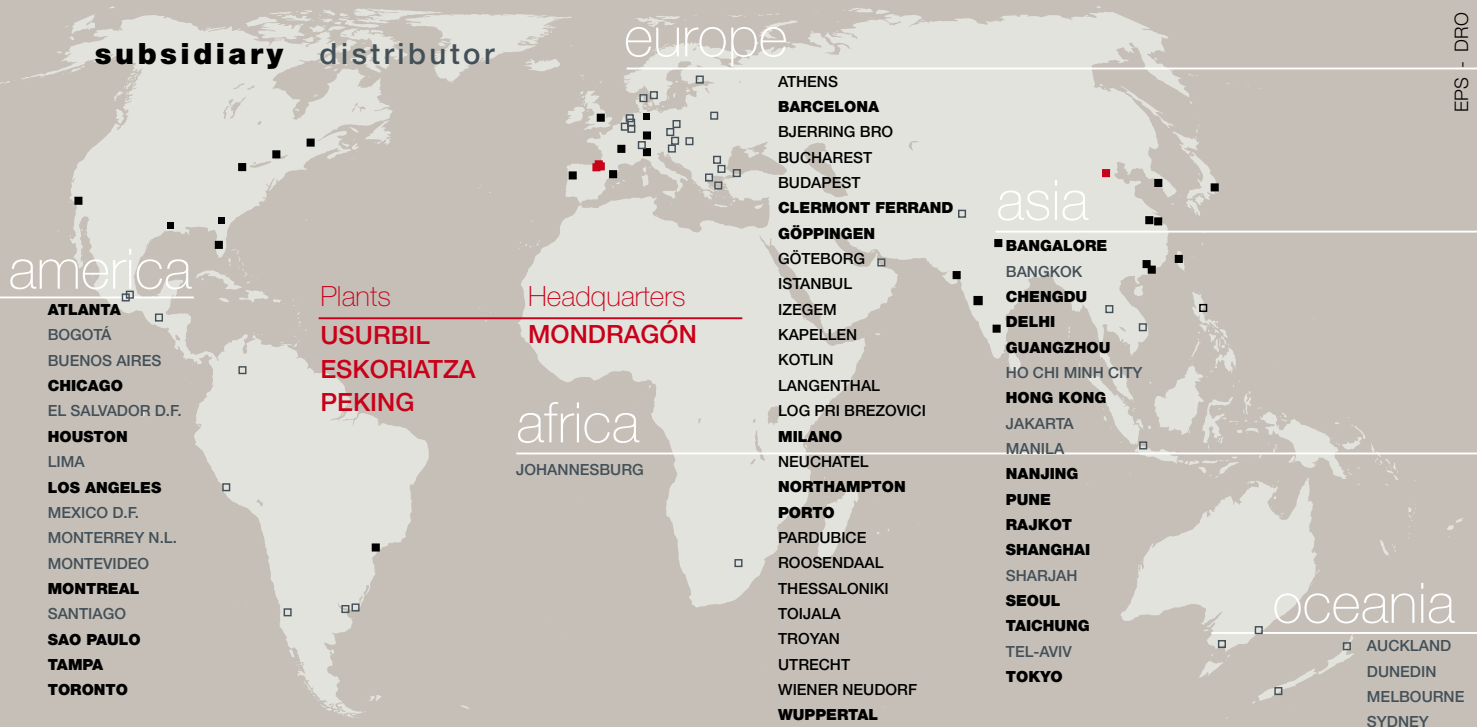 subsidiary distributor
EPS - DRO
america
ATLANTA
BOGOTÁ
BUENOS AIRES
CHICAGO
EL SALVADOR D.F.
HOUSTON
LIMA
LOS ANGELES
MEXICO D.F.
MONTERREY N.L.
MONTEVIDEO
MONTREAL
SANTIAGO
SAO PAULO
TAMPA
TORONTO
Plants
USURBIL
ESKORIATZA
PEKING
Headquarters
MONDRAGÓN
africa
JOHANNESBURG
europe
ATHENS
BARCELONA
BJERRING BRO
BUCHAREST
BUDAPEST
CLERMONT FERRAND
GÖPPINGEN
GÖTEBORG
ISTANBUL
IZEGEM
KAPELLEN
KOTLIN
LANGENTHAL
LOG PRI BREZOVICI
MILANO
NEUCHATEL
NORTHAMPTON
PORTO
PARDUBICE
ROOSENDAAL
THESSALONIKI
TOIJALA
TROYAN
UTRECHT
WIENER NEUDORF
WUPPERTAL
asia
BANGALORE
BANGKOK
CHENGDU
DELHI
GUANGZHOU
HO CHI MINH CITY
HONG KONG
JAKARTA
MANILA
NANJING
PUNE
RAJKOT
SHANGHAI
SHARJAH
SEOUL
TAICHUNG
TEL-AVIV
TOKYO
oceania
AUCKLAND
DUNEDIN
MELBOURNE
SYDNEY